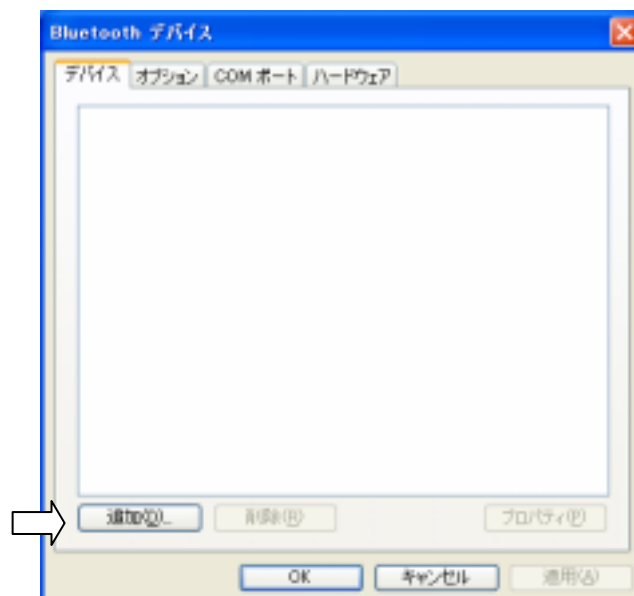 Bluetooth デバイス
デバイス オプション COM ポート ハードウェア
追加(D)... 削除(R) プロパティ(P)
OK キャンセル 適用(A)